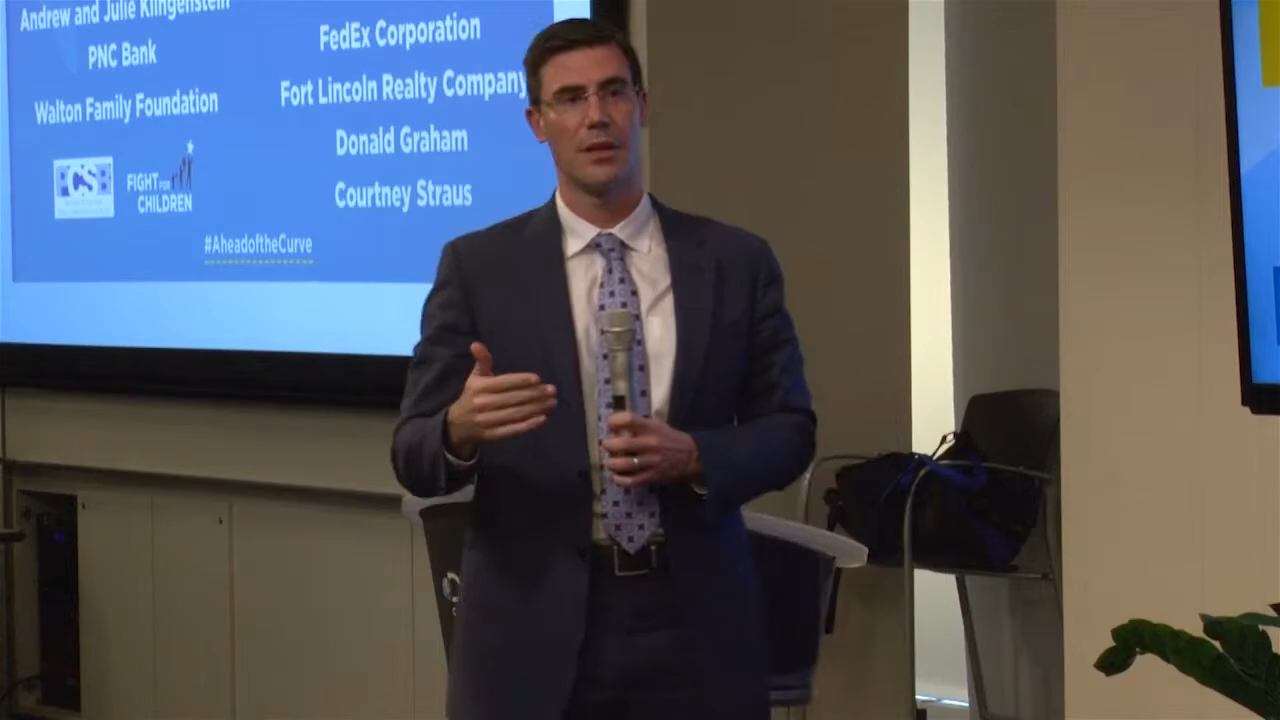 Andrew and Julie Klingenstein
PNC Bank
Walton Family Foundation
FIGHT FOR
CHILDREN
FedEx Corporation
Fort Lincoln Realty Company
Donald Graham
Courtney Straus
#AheadoftheCurve